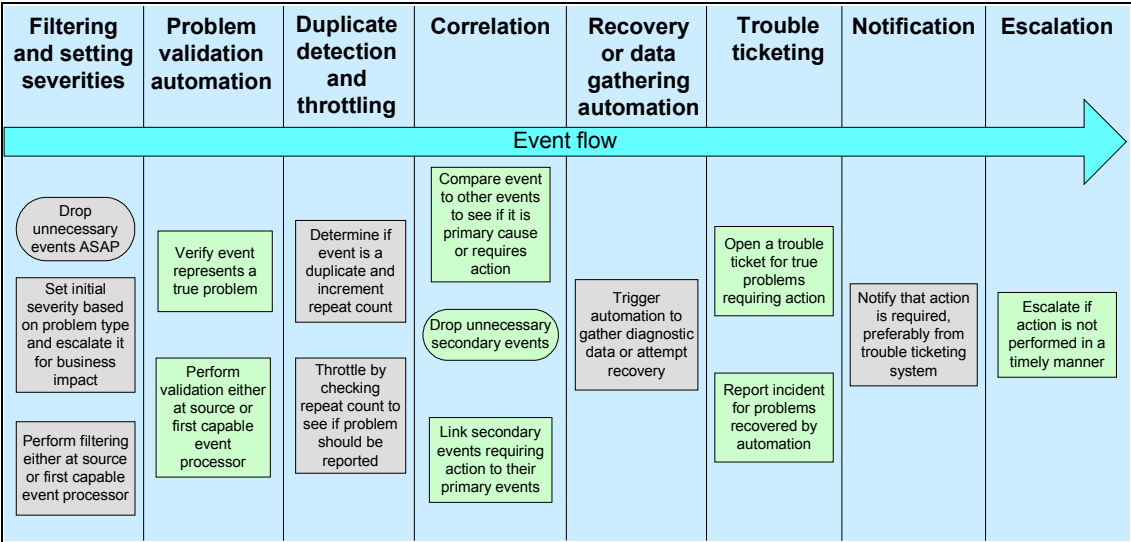 Filtering
and setting
severities
Problem
validation
automation
Duplicate
detection
and
throttling
Correlation
Recovery
or data
gathering
automation
Trouble
ticketing
Notification
Escalation
Event flow
Drop
unnecessary
events ASAP
Set initial
severity based
on problem type
and escalate it
for business
impact
Perform filtering
either at source
or first capable
event processor
Verify event
represents a
true problem
Perform
validation either
at source or
first capable
event
processor
Determine if
event is a
duplicate and
increment
repeat count
Throttle by
checking
repeat count to
see if problem
should be
reported
Compare event
to other events
to see if it is
primary cause
or requires
action
Drop unnecessary
secondary events
Link secondary
events requiring
action to their
primary events
Trigger
automation to
gather diagnostic
data or attempt
recovery
Open a trouble
ticket for true
problems
requiring action
Report incident
for problems
recovered by
automation
Notify that action
is required,
preferably from
trouble ticketing
system
Escalate if
action is not
performed in a
timely manner